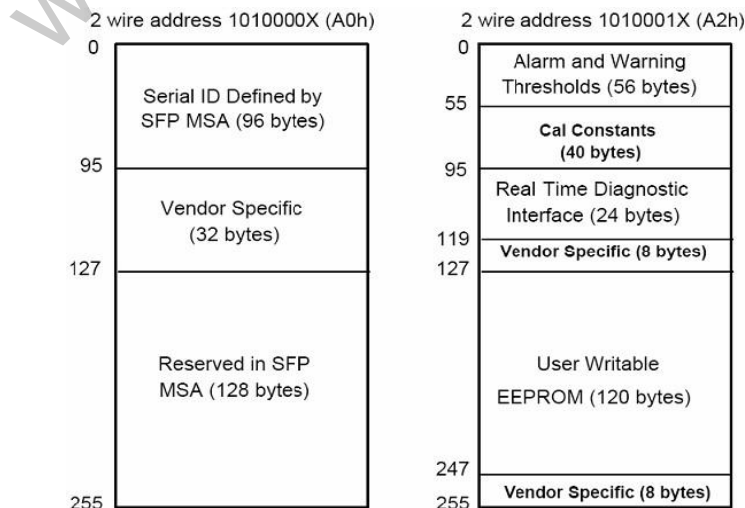 2 wire address 1010000X (A0h)
0
Serial ID Defined by
SFP MSA (96 bytes)
95
Vendor Specific
(32 bytes)
127
Reserved in SFP
MSA (128 bytes)
255
2 wire address 1010001X (A2h)
0
Alarm and Warning
Thresholds (56 bytes)
55
Cal Constants
(40 bytes)
95
Real Time Diagnostic
Interface (24 bytes)
119
Vendor Specific (8 bytes)
127
User Writable
EEPROM (120 bytes)
247
Vendor Specific (8 bytes)
255